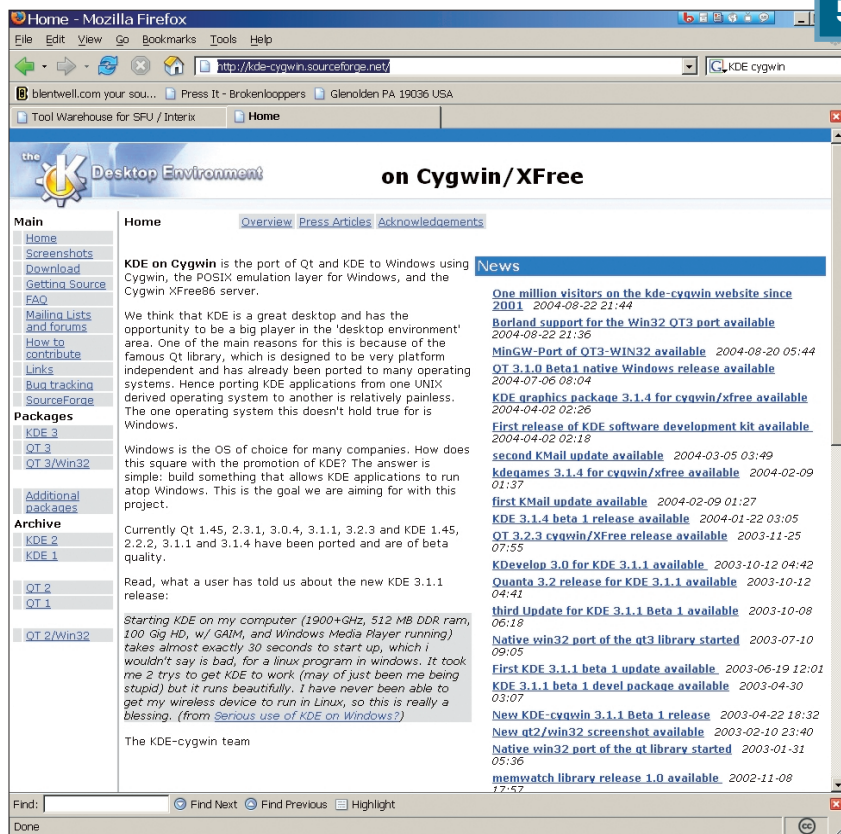 Home - Mozilla Firefox
File Edit View Go Bookmarks Tools Help
http://kde-cygwin.sourceforge.net/
KDE cygwin
blentwell.com your sou... Press It - Brokenlooppers Glenolden PA 19036 USA
Tool Warehouse for SFU / Interix Home
the
Desktop Environment
on Cygwin/XFree
Main
Home
Screenshots
Download
Getting Source
FAQ
Mailing Lists
and forums
How to
contribute
Links
Bug tracking
SourceForge
Packages
KDE 3
QT 3
QT 3/Win32
Additional
packages
Archive
KDE 2
KDE 1
QT 2
QT 1
QT 2/Win32
Home Overview Press Articles Acknowledgements
KDE on Cygwin is the port of Qt and KDE to Windows using
Cygwin, the POSIX emulation layer for Windows, and the
Cygwin XFree86 server.
We think that KDE is a great desktop and has the
opportunity to be a big player in the 'desktop environment'
area. One of the main reasons for this is because of the
famous Qt library, which is designed to be very platform
independent and has already been ported to many operating
systems. Hence porting KDE applications from one UNIX
derived operating system to another is relatively painless.
The one operating system this doesn't hold true for is
Windows.
Windows is the OS of choice for many companies. How does
this square with the promotion of KDE? The answer is
simple: build something that allows KDE applications to run
atop Windows. This is the goal we are aiming for with this
project.
Currently Qt 1.45, 2.3.1, 3.0.4, 3.1.1, 3.2.3 and KDE 1.45,
2.2.2, 3.1.1 and 3.1.4 have been ported and are of beta
quality.
Read, what a user has told us about the new KDE 3.1.1
release:
Starting KDE on my computer (1900+GHz, 512 MB DDR ram,
100 Gig HD, w/ GAIM, and Windows Media Player running)
takes almost exactly 30 seconds to start up, which i
wouldn't say is bad, for a linux program in windows. It took
me 2 trys to get KDE to work (may of just been me being
stupid) but it runs beautifully. I have never been able to
get my wireless device to run in Linux, so this is really a
blessing. (from Serious use of KDE on Windows?)
The KDE-cygwin team
News
One million visitors on the kde-cygwin website since
2001 2004-08-22 21:44
Borland support for the Win32 QT3 port available
2004-08-22 21:36
MinGW-Port of QT3-WIN32 available 2004-08-20 05:44
QT 3.1.0 Beta1 native Windows release available
2004-07-06 08:04
KDE graphics package 3.1.4 for cygwin/xfree available
2004-04-02 02:26
First release of KDE software development kit available
2004-04-02 02:18
second KMail update available 2004-03-05 03:49
kdegames 3.1.4 for cygwin/xfree available 2004-02-09
01:37
first KMail update available 2004-02-09 01:27
KDE 3.1.4 beta 1 release available 2004-01-22 03:05
QT 3.2.3 cygwin/XFree release available 2003-11-25
07:55
KDevelop 3.0 for KDE 3.1.1 available 2003-10-12 04:42
Quanta 3.2 release for KDE 3.1.1 available 2003-10-12
04:41
third Update for KDE 3.1.1 Beta 1 available 2003-10-08
06:18
Native win32 port of the qt3 library started 2003-07-10
09:05
First KDE 3.1.1 beta 1 update available 2003-06-19 12:01
KDE 3.1.1 beta 1 devel package available 2003-04-30
03:07
New KDE-cygwin 3.1.1 Beta 1 release 2003-04-22 18:32
New qt2/win32 screenshot available 2003-02-10 23:40
Native win32 port of the qt library started 2003-01-31
05:36
memwatch library release 1.0 available 2002-11-08
17:57
Find: Find Next Find Previous Highlight
Done